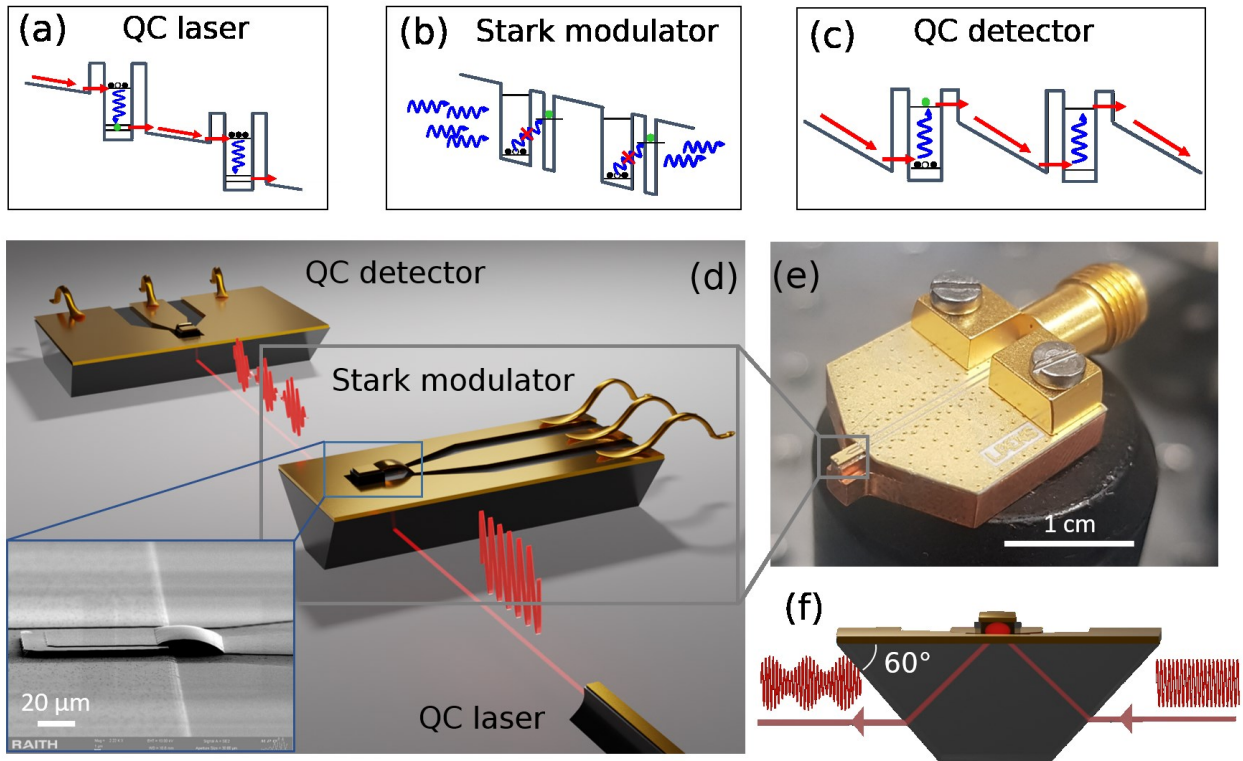 (a) QC laser
(b) Stark modulator
(c) QC detector
QC detector
(d)
(e)
Stark modulator
1 cm
20 µm
RAITH
QC laser
(f)
60°